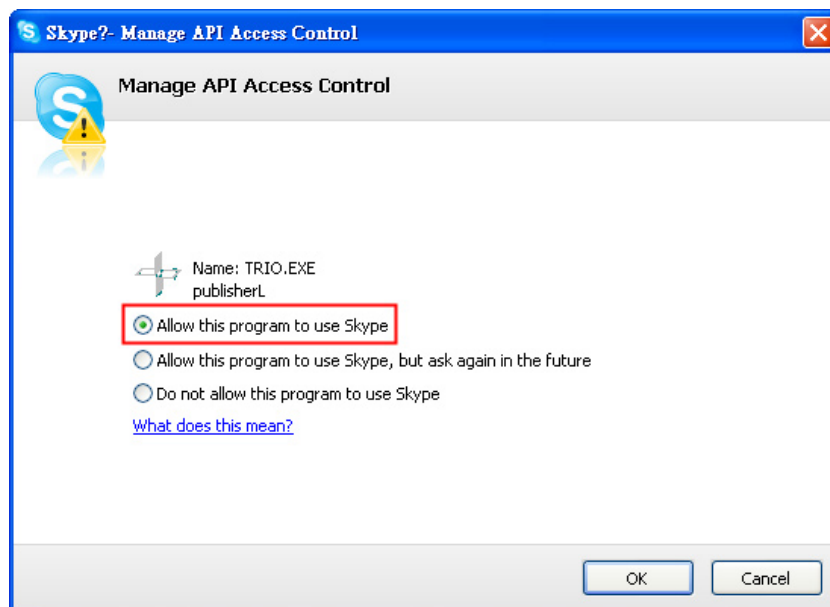 Skype?- Manage API Access Control
Manage API Access Control
Name: TRIO.EXE
publisherL
Allow this program to use Skype
Allow this program to use Skype, but ask again in the future
Do not allow this program to use Skype
What does this mean?
OK
Cancel